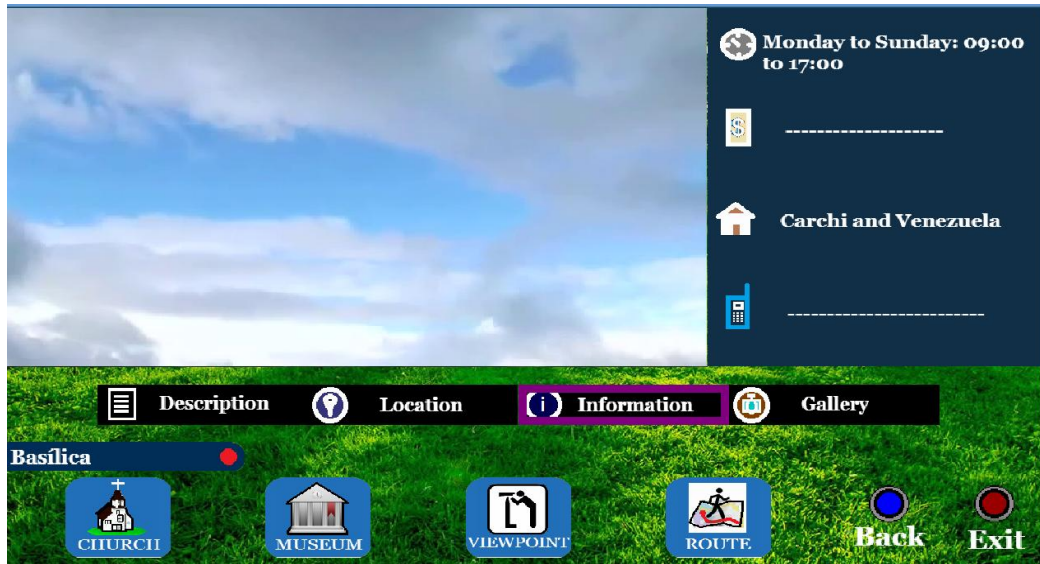 Monday to Sunday: 09:00
to 17:00
$
--------------------
Carchi and Venezuela
-------------------------
Description
Location
i Information
Gallery
Basílica
CHURCH
MUSEUM
VIEWPOINT
ROUTE
Back
Exit